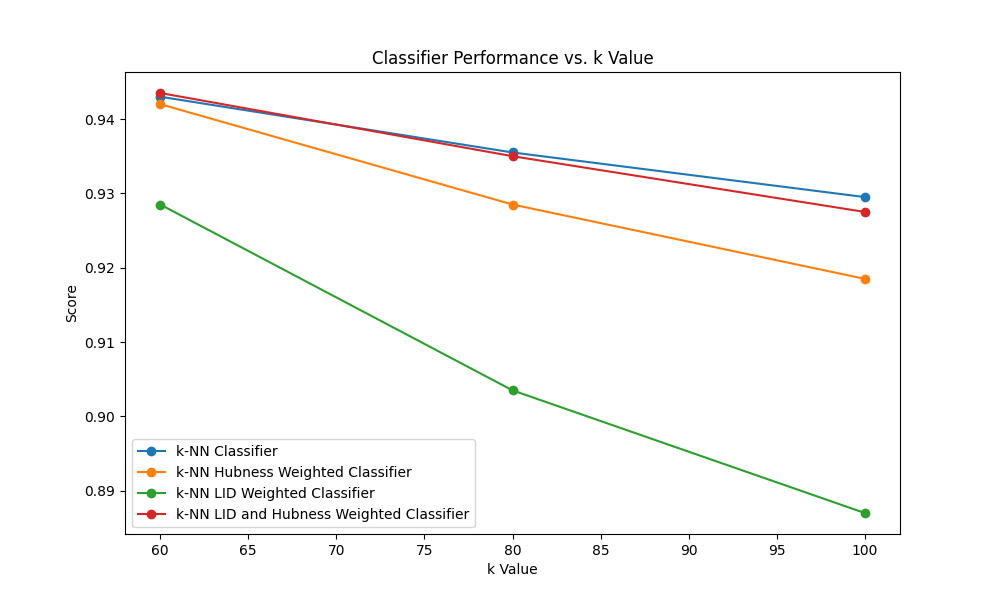 Classifier Performance vs. k Value
Score
0.94
0.93
0.92
0.91
0.90
0.89
k-NN Classifier
k-NN Hubness Weighted Classifier
k-NN LID Weighted Classifier
k-NN LID and Hubness Weighted Classifier
60 65 70 75 80 85 90 95 100
k Value